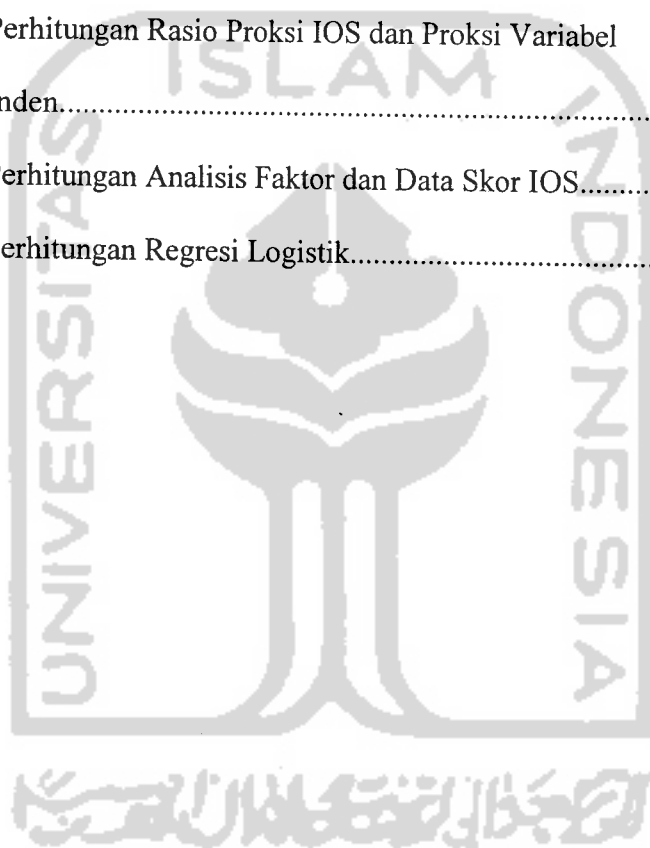 Perhitungan Rasio Proksi IOS dan Proksi Variabel
nden......................................................................
Perhitungan Analisis Faktor dan Data Skor IOS.........
erhitungan Regresi Logistik....................................
ISLAM
UNIVERSITAS
INDONESIA